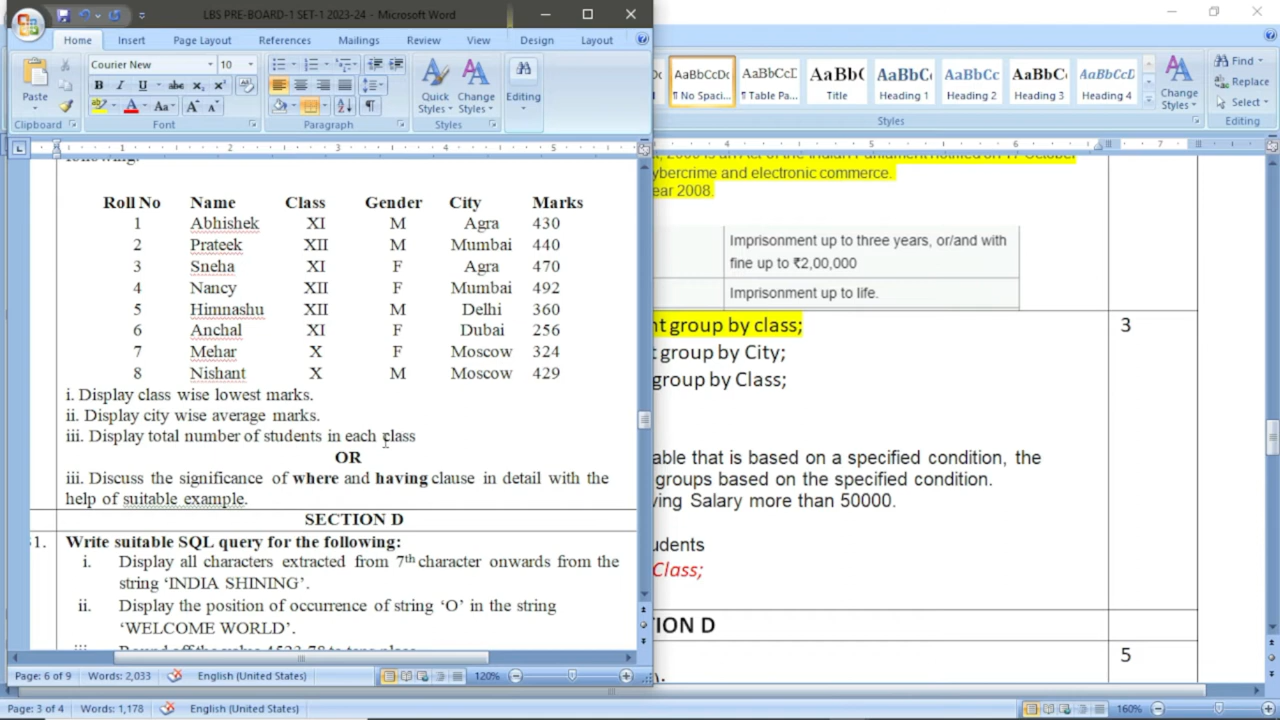 LBS PRE-BOARD-1 SET-1 2023-24 - Microsoft Word
Home Insert Page Layout References Mailings Review View Design Layout
Courier New 10
Paste
Quick Styles
Change Styles
Editing
Clipboard Font Paragraph Styles
Roll No Name Class Gender City Marks
1 Abhishek XI M Agra 430
2 Prateek XII M Mumbai 440
3 Sneha XI F Agra 470
4 Nancy XII F Mumbai 492
5 Himnashu XII M Delhi 360
6 Anchal XI F Dubai 256
7 Mehar X F Moscow 324
8 Nishant X M Moscow 429
i. Display class wise lowest marks.
ii. Display city wise average marks.
iii. Display total number of students in each class
OR
iii. Discuss the significance of where and having clause in detail with the
help of suitable example.
SECTION D
31. Write suitable SQL query for the following:
i. Display all characters extracted from 7th character onwards from the
string 'INDIA SHINING'.
ii. Display the position of occurrence of string 'O' in the string
'WELCOME WORLD'.
Page: 6 of 9 Words: 2,033 English (United States) 120%
AaBbCcDc AaBbCcD AaBb( AaBbCc AaBbCc AaBbC AaBbCcD
¶ No Spaci... ¶ Table Pa... Title Heading 1 Heading 2 Heading 3 Heading 4
Change Styles
Find
Replace
Select
Styles Editing
ybercrime and electronic commerce.
ear 2008.
Imprisonment up to three years, or/and with
fine up to ₹2,00,000
Imprisonment up to life.
nt group by class; 3
t group by City;
group by Class;
able that is based on a specified condition, the
groups based on the specified condition.
ving Salary more than 50000.
udents
Class;
ION D
5
Page: 3 of 4 Words: 1,178 English (United States) 160%